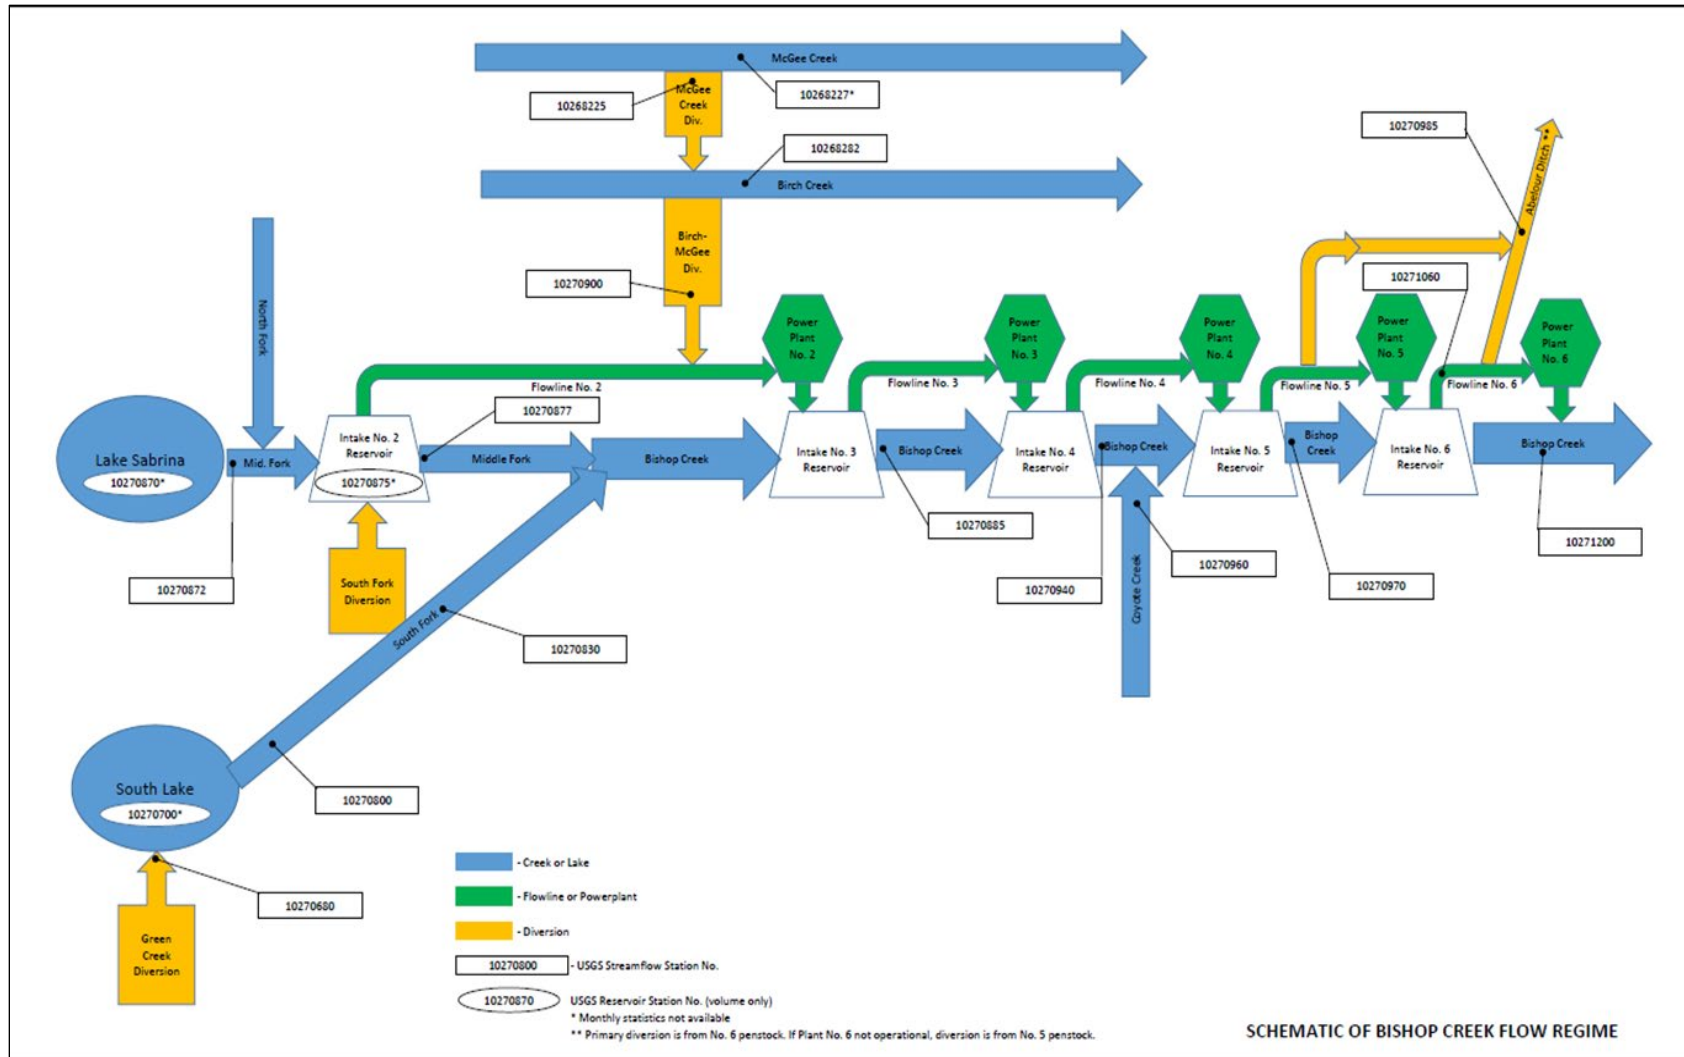 McGee Creek
10268225
McGee
Creek
Div.
10268227*
10270985
Abelour Ditch **
10268282
Birch Creek
Birch-
McGee
Div.
10270900
10271060
North Fork
Power
Plant
No. 2
Power
Plant
No. 3
Power
Plant
No. 4
Power
Plant
No. 5
Power
Plant
No. 6
Flowline No. 2
Flowline No. 3
Flowline No. 4
Flowline No. 5
Flowline No. 6
10270877
Lake Sabrina
10270870*
Mid. Fork
Intake No. 2
Reservoir
10270875*
Middle Fork
Bishop Creek
Intake No. 3
Reservoir
Bishop Creek
Intake No. 4
Reservoir
Bishop Creek
Intake No. 5
Reservoir
Bishop
Creek
Intake No. 6
Reservoir
Bishop Creek
10270885
10271200
10270872
South Fork
Diversion
10270940
Coyote Creek
10270960
10270970
South Fork
10270830
South Lake
10270700*
10270800
10270680
Green
Creek
Diversion
- Creek or Lake
- Flowline or Powerplant
- Diversion
10270800 - USGS Streamflow Station No.
10270870 USGS Reservoir Station No. (volume only)
* Monthly statistics not available
** Primary diversion is from No. 6 penstock. If Plant No. 6 not operational, diversion is from No. 5 penstock.
SCHEMATIC OF BISHOP CREEK FLOW REGIME